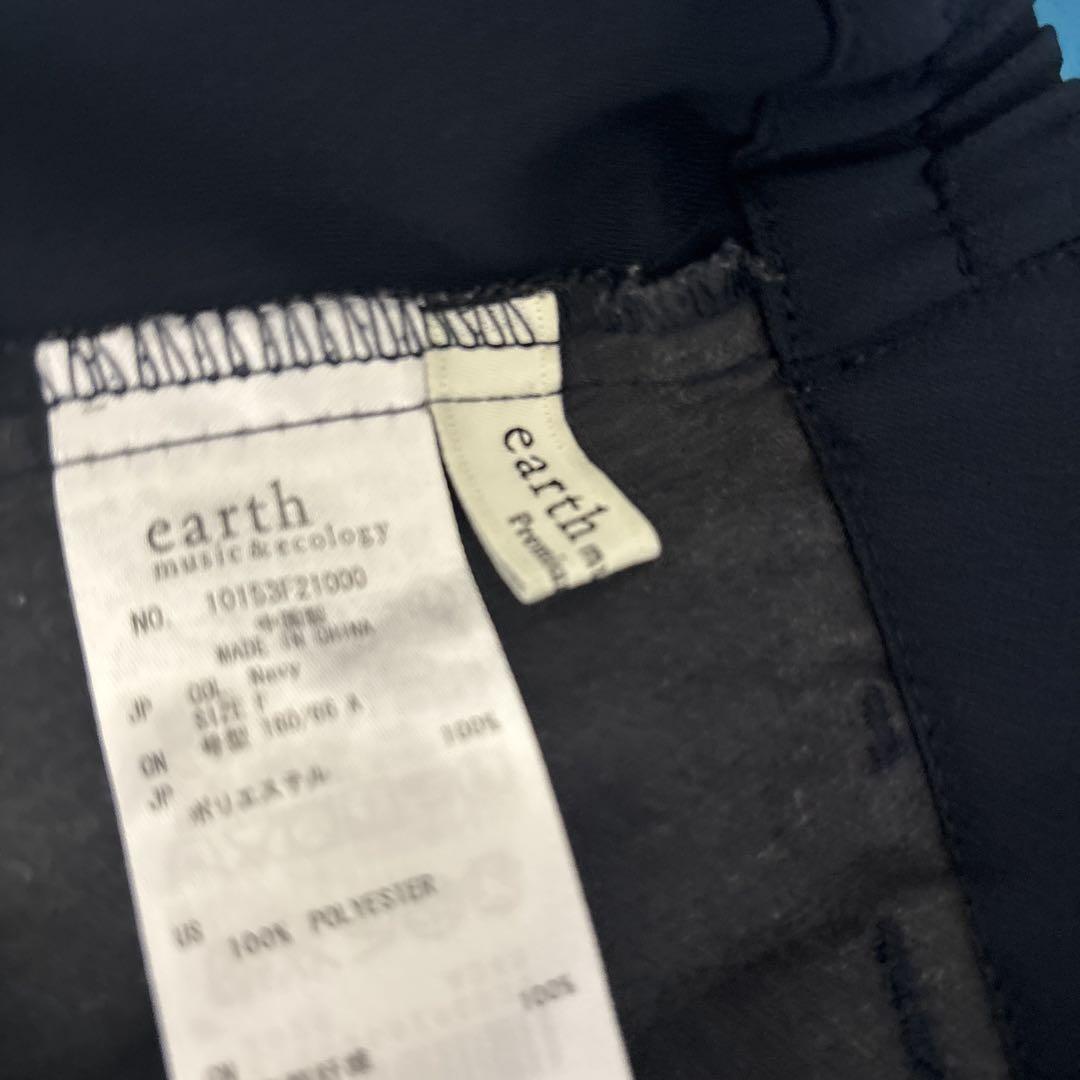 earth
music&ecology
NO. 10153F21000
中国製
MADE IN CHINA
JP COL. Navy
SIZE F
CN 号型 160/66 A
JP ポリエステル 100%
US 100% POLYESTER
100%
CN
earth